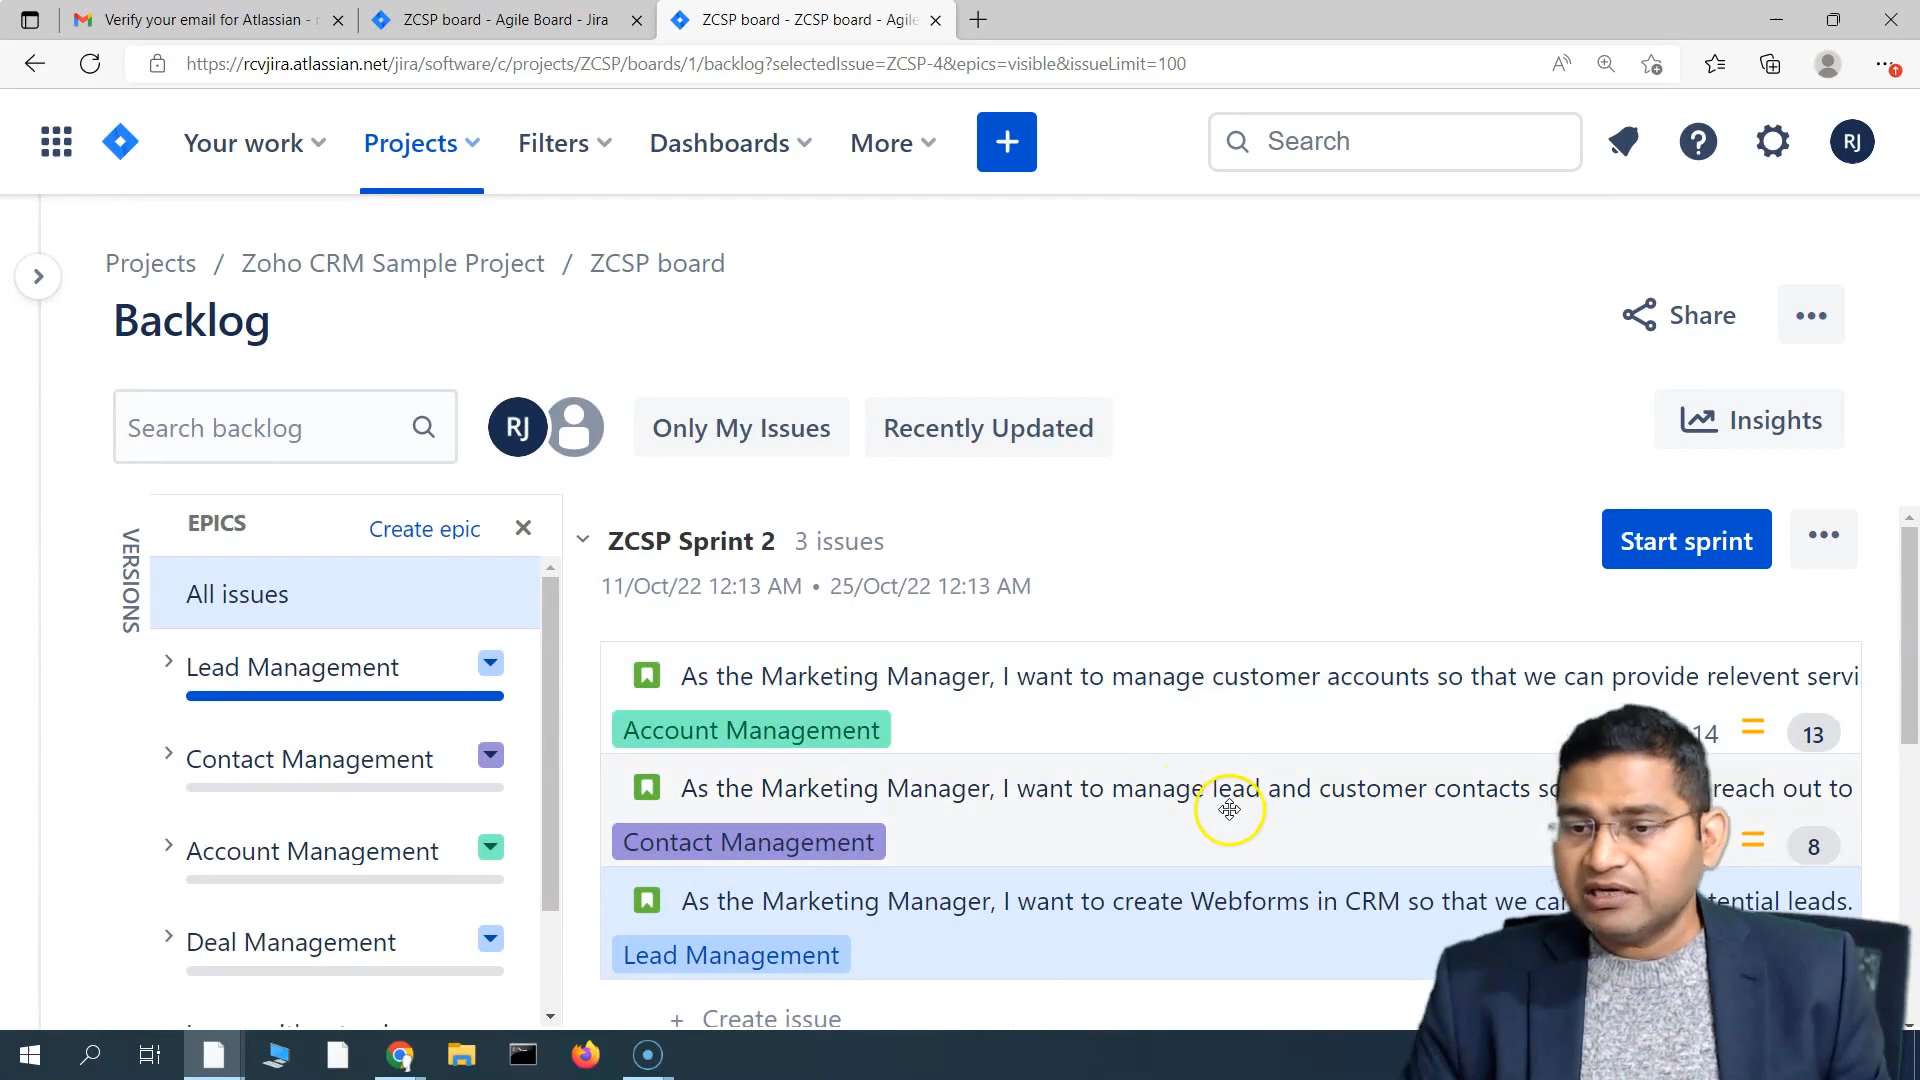 Verify your email for Atlassian -
ZCSP board - Agile Board - Jira
ZCSP board - ZCSP board - Agile
https://rcvjira.atlassian.net/jira/software/c/projects/ZCSP/boards/1/backlog?selectedIssue=ZCSP-4&epics=visible&issueLimit=100
Your work
Projects
Filters
Dashboards
More
Search
RJ
Projects / Zoho CRM Sample Project / ZCSP board
Backlog
Share
Search backlog
RJ
Only My Issues
Recently Updated
Insights
VERSIONS
EPICS
Create epic
All issues
Lead Management
Contact Management
Account Management
Deal Management
ZCSP Sprint 2 3 issues
Start sprint
11/Oct/22 12:13 AM • 25/Oct/22 12:13 AM
As the Marketing Manager, I want to manage customer accounts so that we can provide relevent servi
Account Management
14
13
As the Marketing Manager, I want to manage lead and customer contacts so reach out to
Contact Management
8
As the Marketing Manager, I want to create Webforms in CRM so that we ca tential leads.
Lead Management
+ Create issue